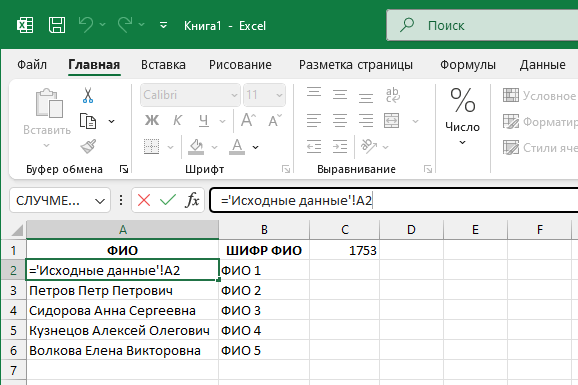 Книга1 - Excel
Поиск
Файл Главная Вставка Рисование Разметка страницы Формулы Данные
Вставить
Буфер обмена
Calibri 11
Ж К Ч A A
Шрифт
ab c
Выравнивание
%
Число
Условное
Форматир
Стили ячее
СЛУЧМЕ... fx ='Исходные данные'!A2
A B C D E F
1 ФИО ШИФР ФИО 1753
2 ='Исходные данные'!A2 ФИО 1
3 Петров Петр Петрович ФИО 2
4 Сидорова Анна Сергеевна ФИО 3
5 Кузнецов Алексей Олегович ФИО 4
6 Волкова Елена Викторовна ФИО 5
7